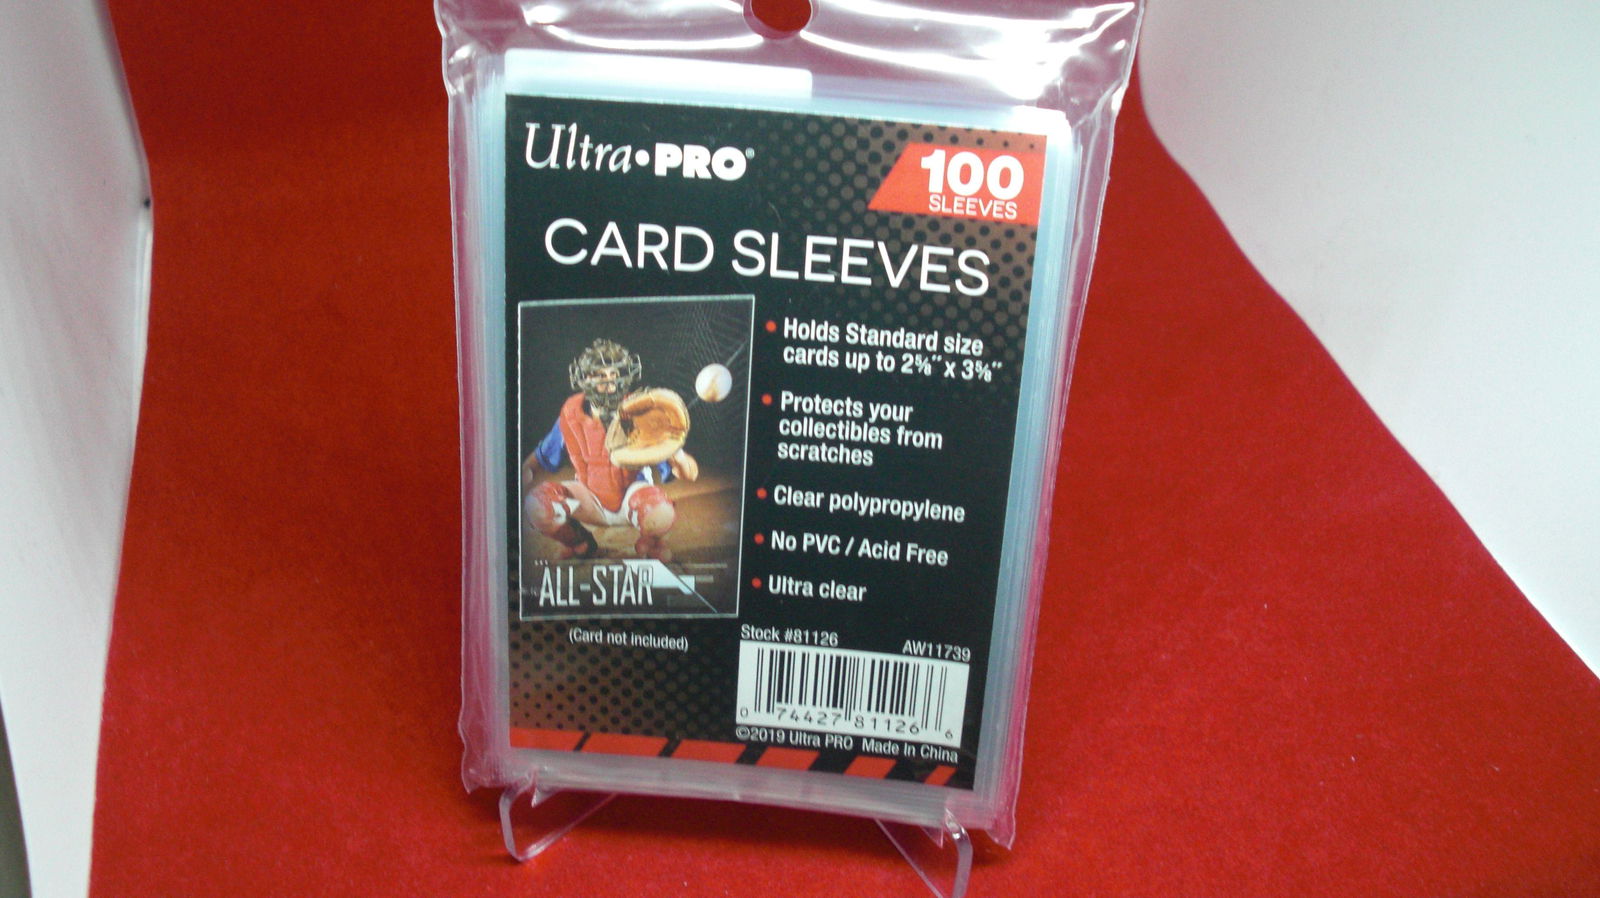 Ultra•PRO®
100
SLEEVES
CARD SLEEVES
• Holds Standard size
cards up to 2⅝" x 3⅝"
• Protects your
collectibles from
scratches
• Clear polypropylene
• No PVC / Acid Free
• Ultra clear
ALL-STAR
(Card not included)
Stock #81126
AW11739
0 74427 81126 6
©2019 Ultra PRO Made In China